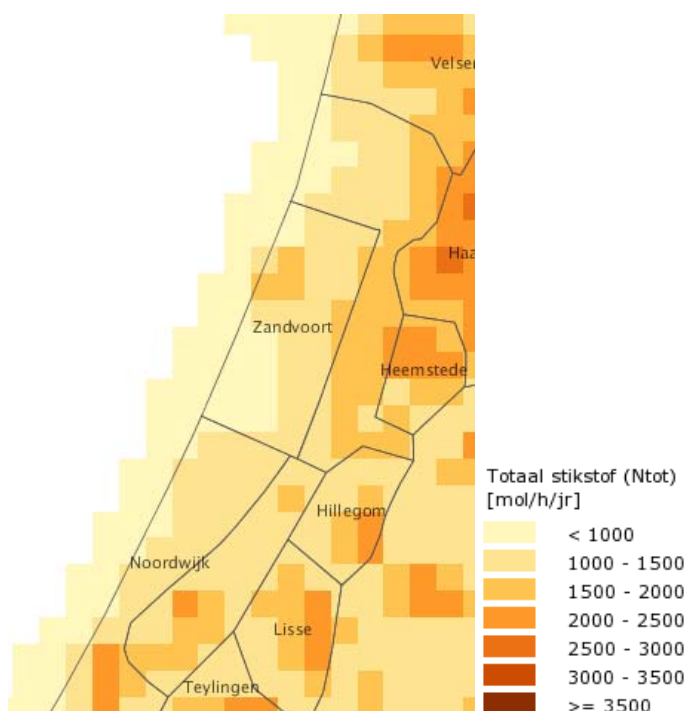 Velsen
Haa
Zandvoort
Heemstede
Hillegom
Noordwijk
Lisse
Teylingen
Totaal stikstof (Ntot)
[mol/h/jr]
< 1000
1000 - 1500
1500 - 2000
2000 - 2500
2500 - 3000
3000 - 3500
>= 3500